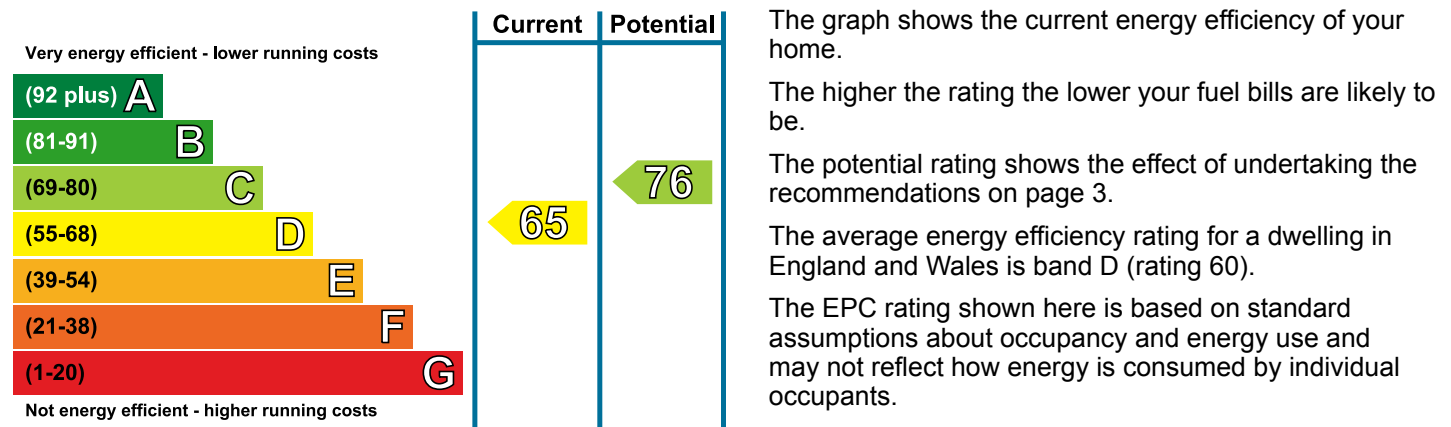 Current Potential
Very energy efficient - lower running costs
(92 plus) A
(81-91) B
(69-80) C
76
(55-68) D
65
(39-54) E
(21-38) F
(1-20) G
Not energy efficient - higher running costs
The graph shows the current energy efficiency of your
home.
The higher the rating the lower your fuel bills are likely to
be.
The potential rating shows the effect of undertaking the
recommendations on page 3.
The average energy efficiency rating for a dwelling in
England and Wales is band D (rating 60).
The EPC rating shown here is based on standard
assumptions about occupancy and energy use and
may not reflect how energy is consumed by individual
occupants.